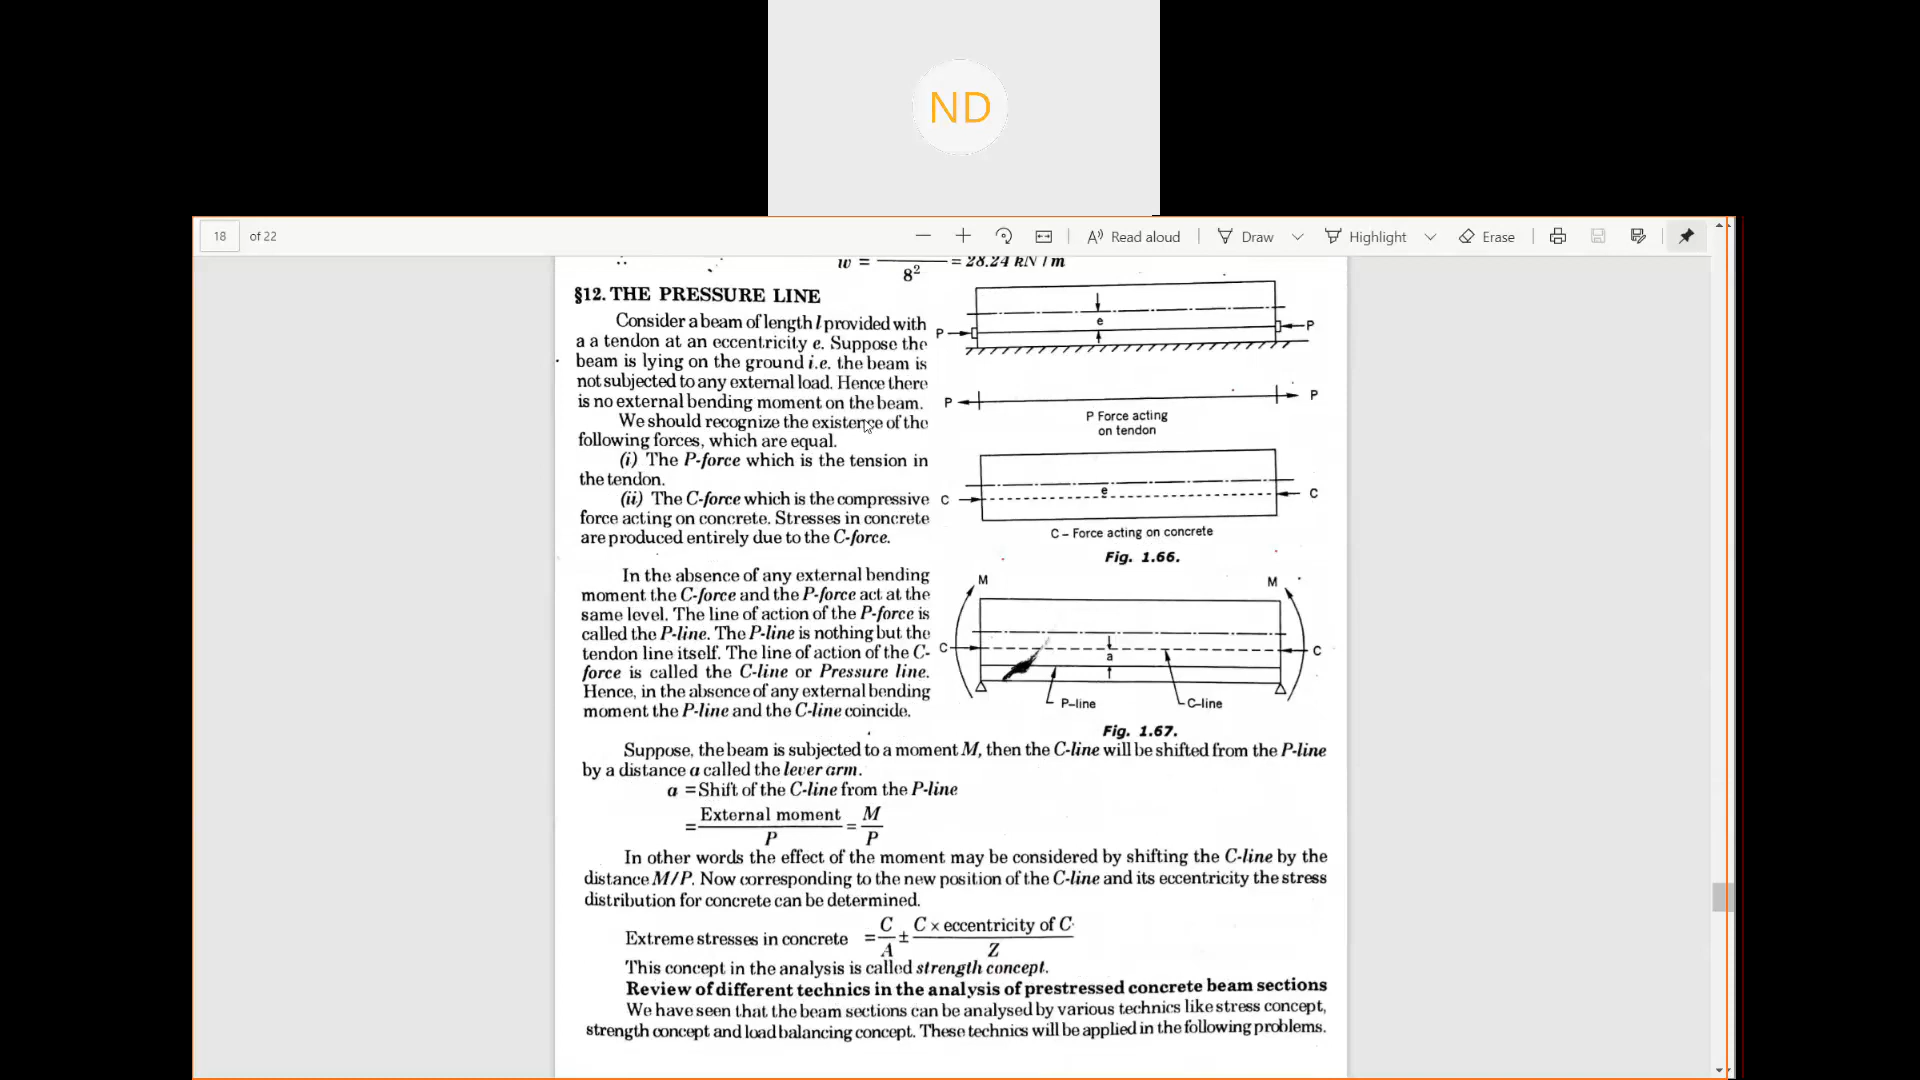 ND
18 of 22
Read aloud
Draw
Highlight
Erase
∴ w = ―― = 28.24 kN / m
8²
§12. THE PRESSURE LINE
Consider a beam of length l provided with
a a tendon at an eccentricity e. Suppose the
beam is lying on the ground i.e. the beam is
not subjected to any external load. Hence there
is no external bending moment on the beam.
We should recognize the existence of the
following forces, which are equal.
(i) The P-force which is the tension in
the tendon.
(ii) The C-force which is the compressive
force acting on concrete. Stresses in concrete
are produced entirely due to the C-force.
P e P
P P
P Force acting
on tendon
C e C
C – Force acting on concrete
Fig. 1.66.
In the absence of any external bending
moment the C-force and the P-force act at the
same level. The line of action of the P-force is
called the P-line. The P-line is nothing but the
tendon line itself. The line of action of the C-
force is called the C-line or Pressure line.
Hence, in the absence of any external bending
moment the P-line and the C-line coincide.
M M
C a C
P–line C–line
Fig. 1.67.
Suppose, the beam is subjected to a moment M, then the C-line will be shifted from the P-line
by a distance a called the lever arm.
a = Shift of the C-line from the P-line
= External moment / P = M / P
In other words the effect of the moment may be considered by shifting the C-line by the
distance M/P. Now corresponding to the new position of the C-line and its eccentricity the stress
distribution for concrete can be determined.
Extreme stresses in concrete = C / A ± C × eccentricity of C / Z
This concept in the analysis is called strength concept.
Review of different technics in the analysis of prestressed concrete beam sections
We have seen that the beam sections can be analysed by various technics like stress concept,
strength concept and load balancing concept. These technics will be applied in the following problems.